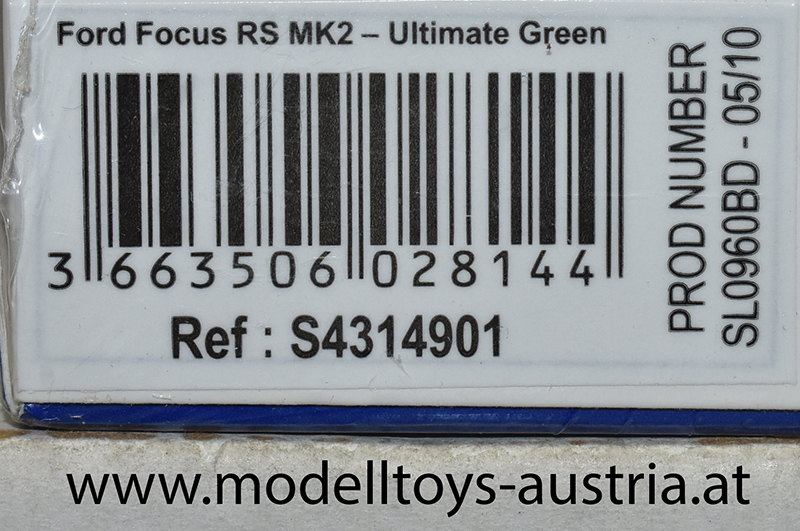 Ford Focus RS MK2 – Ultimate Green
3 663506 028144
Ref : S4314901
PROD NUMBER
SL0960BD - 05/10
www.modelltoys-austria.at